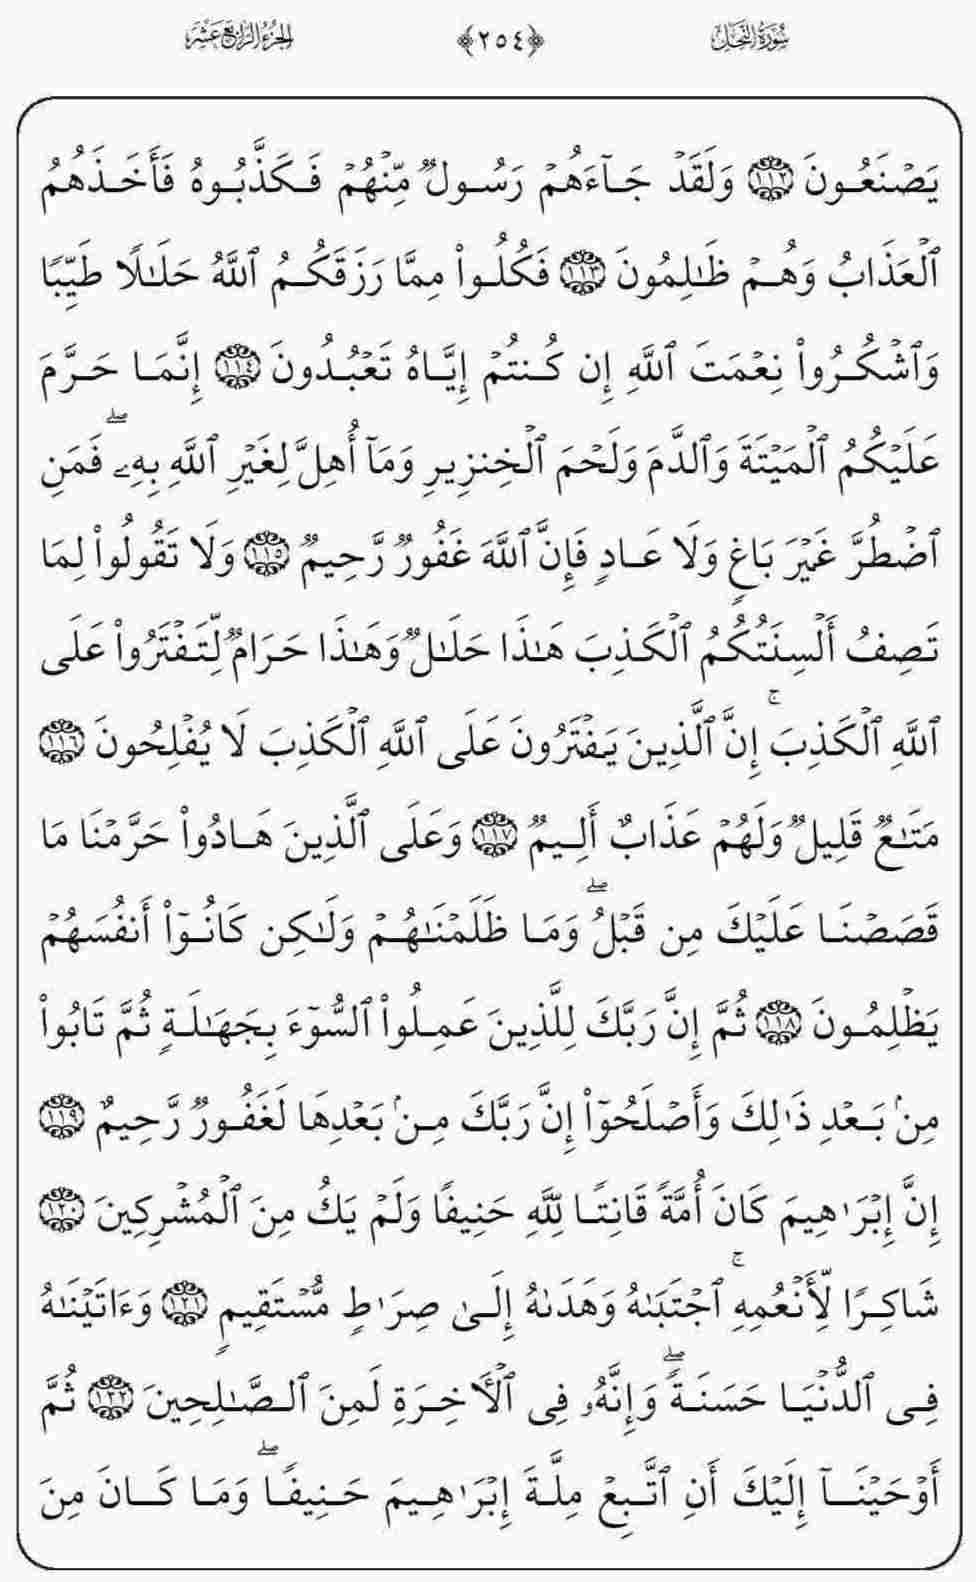 سُورَةُ النَّحْلِ ﴿٢٥٤﴾ الجُزْءُ الرَّابِعَ عَشَرَ
يَصۡنَعُونَ ١١٢ وَلَقَدۡ جَآءَهُمۡ رَسُولٞ مِّنۡهُمۡ فَكَذَّبُوهُ فَأَخَذَهُمُ
ٱلۡعَذَابُ وَهُمۡ ظَٰلِمُونَ ١١٣ فَكُلُواْ مِمَّا رَزَقَكُمُ ٱللَّهُ حَلَٰلٗا طَيِّبٗا
وَٱشۡكُرُواْ نِعۡمَتَ ٱللَّهِ إِن كُنتُمۡ إِيَّاهُ تَعۡبُدُونَ ١١٤ إِنَّمَا حَرَّمَ
عَلَيۡكُمُ ٱلۡمَيۡتَةَ وَٱلدَّمَ وَلَحۡمَ ٱلۡخِنزِيرِ وَمَآ أُهِلَّ لِغَيۡرِ ٱللَّهِ بِهِۦۖ فَمَنِ
ٱضۡطُرَّ غَيۡرَ بَاغٖ وَلَا عَادٖ فَإِنَّ ٱللَّهَ غَفُورٞ رَّحِيمٞ ١١٥ وَلَا تَقُولُواْ لِمَا
تَصِفُ أَلۡسِنَتُكُمُ ٱلۡكَذِبَ هَٰذَا حَلَٰلٞ وَهَٰذَا حَرَامٞ لِّتَفۡتَرُواْ عَلَى
ٱللَّهِ ٱلۡكَذِبَۚ إِنَّ ٱلَّذِينَ يَفۡتَرُونَ عَلَى ٱللَّهِ ٱلۡكَذِبَ لَا يُفۡلِحُونَ ١١٦
مَتَٰعٞ قَلِيلٞ وَلَهُمۡ عَذَابٌ أَلِيمٞ ١١٧ وَعَلَى ٱلَّذِينَ هَادُواْ حَرَّمۡنَا مَا
قَصَصۡنَا عَلَيۡكَ مِن قَبۡلُۖ وَمَا ظَلَمۡنَٰهُمۡ وَلَٰكِن كَانُوٓاْ أَنفُسَهُمۡ
يَظۡلِمُونَ ١١٨ ثُمَّ إِنَّ رَبَّكَ لِلَّذِينَ عَمِلُواْ ٱلسُّوٓءَ بِجَهَٰلَةٖ ثُمَّ تَابُواْ
مِنۢ بَعۡدِ ذَٰلِكَ وَأَصۡلَحُوٓاْ إِنَّ رَبَّكَ مِنۢ بَعۡدِهَا لَغَفُورٞ رَّحِيمٌ ١١٩
إِنَّ إِبۡرَٰهِيمَ كَانَ أُمَّةٗ قَانِتٗا لِّلَّهِ حَنِيفٗا وَلَمۡ يَكُ مِنَ ٱلۡمُشۡرِكِينَ ١٢٠
شَاكِرٗا لِّأَنۡعُمِهِۚ ٱجۡتَبَىٰهُ وَهَدَىٰهُ إِلَىٰ صِرَٰطٖ مُّسۡتَقِيمٖ ١٢١ وَءَاتَيۡنَٰهُ
فِي ٱلدُّنۡيَا حَسَنَةٗۖ وَإِنَّهُۥ فِي ٱلۡأَخِرَةِ لَمِنَ ٱلصَّٰلِحِينَ ١٢٢ ثُمَّ
أَوۡحَيۡنَآ إِلَيۡكَ أَنِ ٱتَّبِعۡ مِلَّةَ إِبۡرَٰهِيمَ حَنِيفٗاۖ وَمَا كَانَ مِنَ